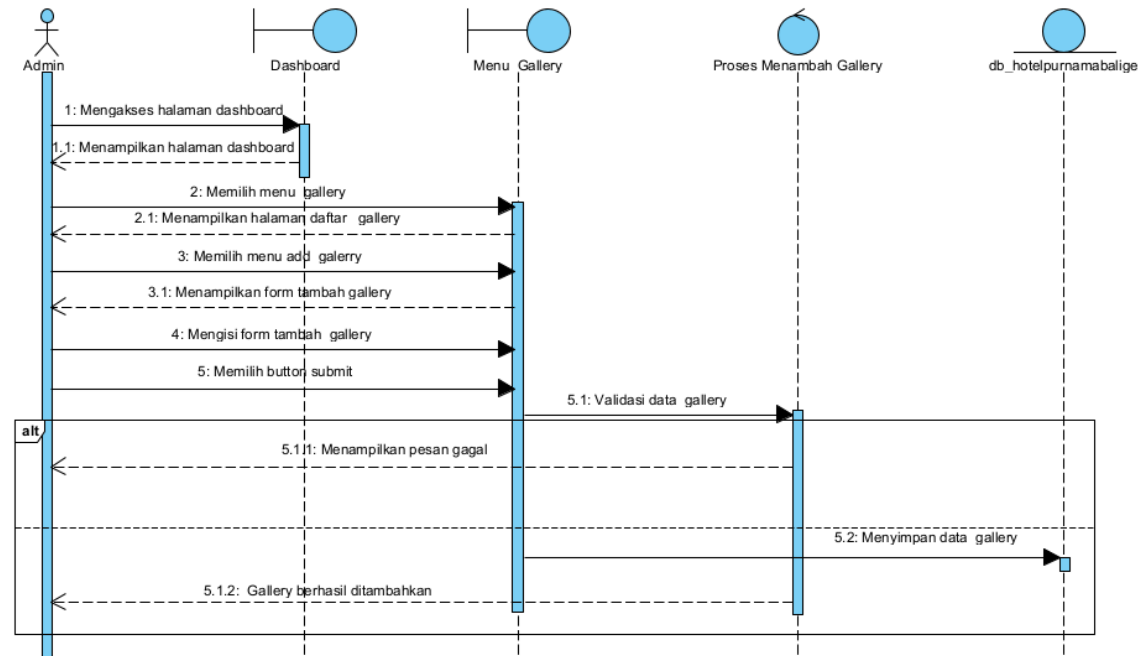 Admin
Dashboard
Menu Gallery
Proses Menambah Gallery
db_hotelpurnamabalige
1: Mengakses halaman dashboard
1.1: Menampilkan halaman dashboard
2: Memilih menu gallery
2.1: Menampilkan halaman daftar gallery
3: Memilih menu add galerry
3.1: Menampilkan form tambah gallery
4: Mengisi form tambah gallery
5: Memilih button submit
5.1: Validasi data gallery
alt
5.1.1: Menampilkan pesan gagal
5.2: Menyimpan data gallery
5.1.2: Gallery berhasil ditambahkan